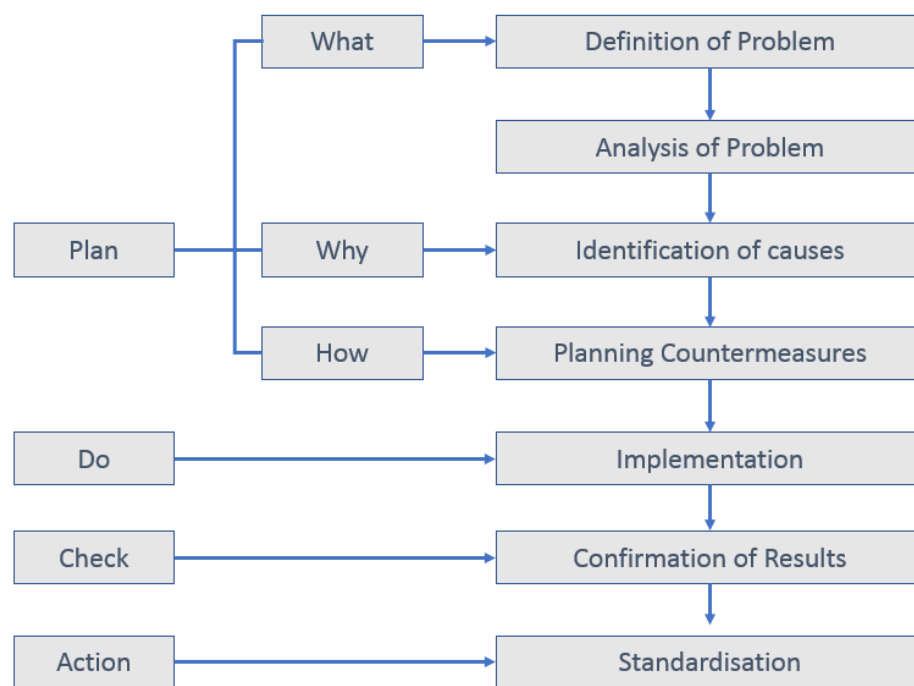 What
Definition of Problem
Analysis of Problem
Plan
Why
Identification of causes
How
Planning Countermeasures
Do
Implementation
Check
Confirmation of Results
Action
Standardisation